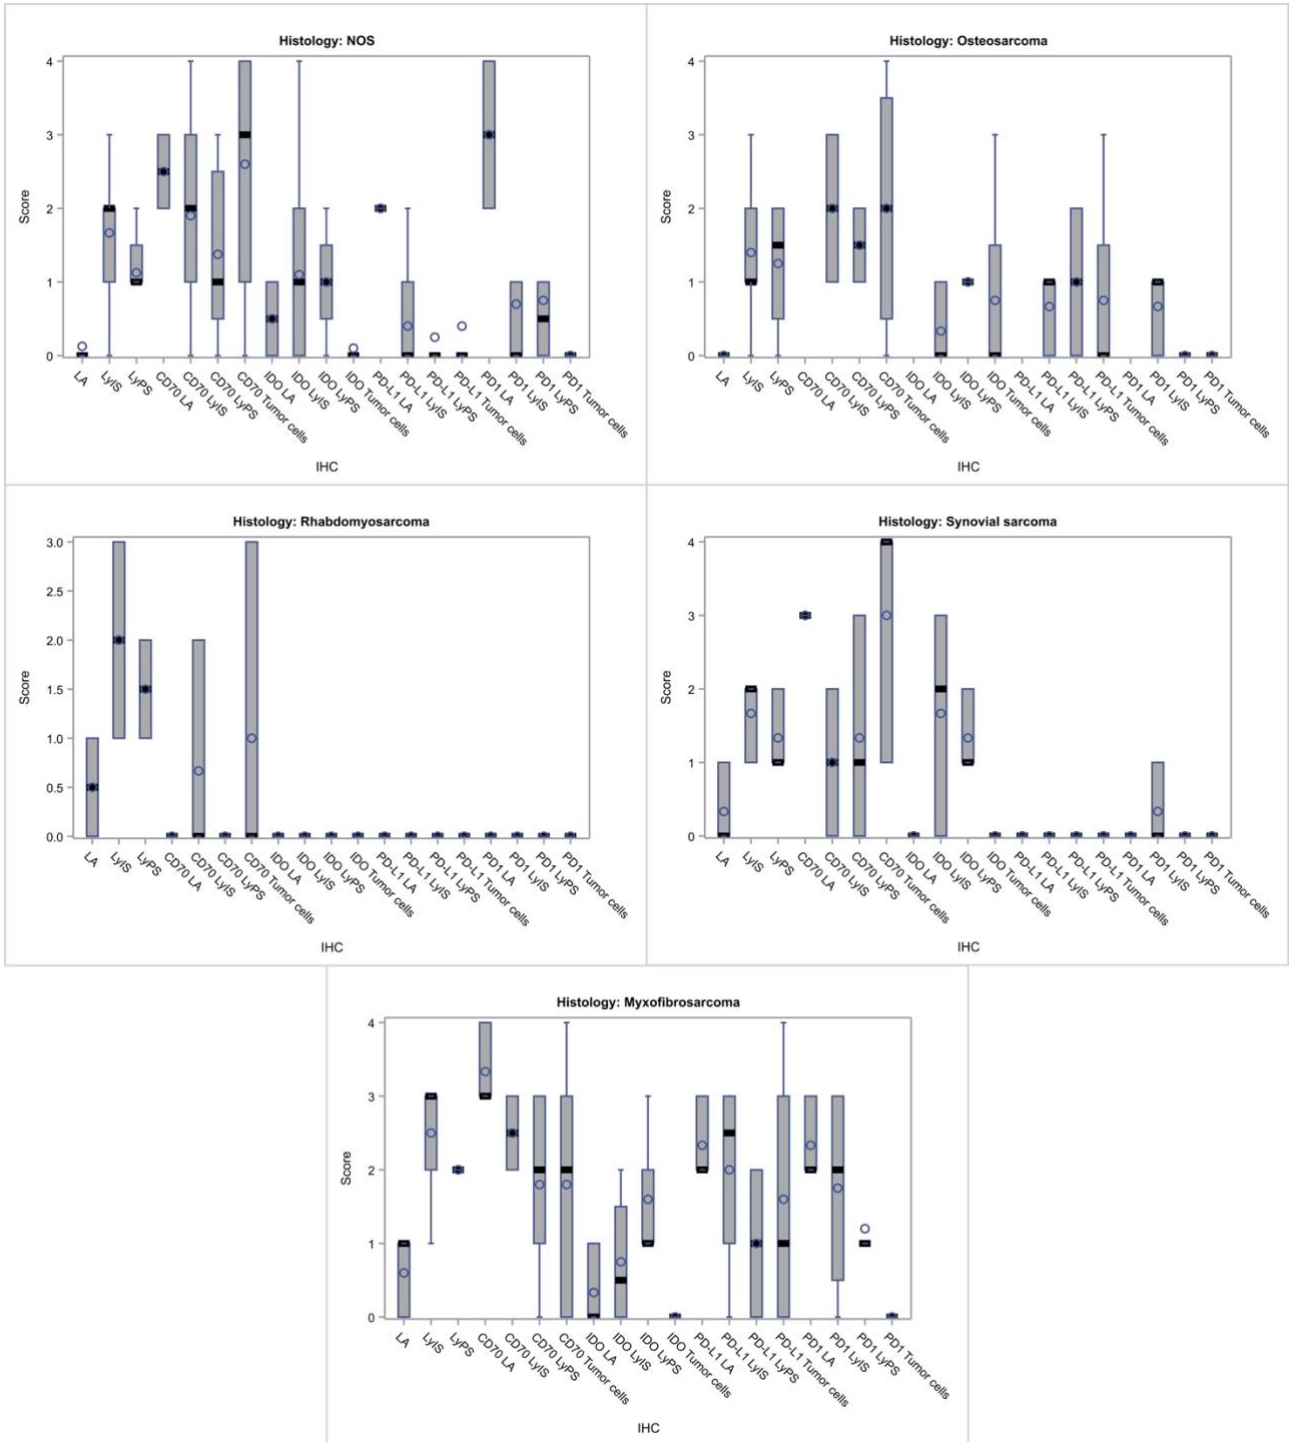 Histology: NOS
4
3
2
1
0
Score
LA
LyIS
LyPS
CD70 LA
CD70 LyIS
CD70 LyPS
CD70 Tumor cells
IDO LA
IDO LyIS
IDO LyPS
IDO Tumor cells
PD-L1 LA
PD-L1 LyIS
PD-L1 LyPS
PD-L1 Tumor cells
PD1 LA
PD1 LyIS
PD1 LyPS
PD1 Tumor cells
IHC
Histology: Osteosarcoma
4
3
2
1
0
Score
LA
LyIS
LyPS
CD70 LA
CD70 LyIS
CD70 LyPS
CD70 Tumor cells
IDO LA
IDO LyIS
IDO LyPS
IDO Tumor cells
PD-L1 LA
PD-L1 LyIS
PD-L1 LyPS
PD-L1 Tumor cells
PD1 LA
PD1 LyIS
PD1 LyPS
PD1 Tumor cells
IHC
Histology: Rhabdomyosarcoma
3.0
2.5
2.0
1.5
1.0
0.5
0.0
Score
LA
LyIS
LyPS
CD70 LA
CD70 LyIS
CD70 LyPS
CD70 Tumor cells
IDO LA
IDO LyIS
IDO LyPS
IDO Tumor cells
PD-L1 LA
PD-L1 LyIS
PD-L1 LyPS
PD-L1 Tumor cells
PD1 LA
PD1 LyIS
PD1 LyPS
PD1 Tumor cells
IHC
Histology: Synovial sarcoma
4
3
2
1
0
Score
LA
LyIS
LyPS
CD70 LA
CD70 LyIS
CD70 LyPS
CD70 Tumor cells
IDO LA
IDO LyIS
IDO LyPS
IDO Tumor cells
PD-L1 LA
PD-L1 LyIS
PD-L1 LyPS
PD-L1 Tumor cells
PD1 LA
PD1 LyIS
PD1 LyPS
PD1 Tumor cells
IHC
Histology: Myxofibrosarcoma
4
3
2
1
0
Score
LA
LyIS
LyPS
CD70 LA
CD70 LyIS
CD70 LyPS
CD70 Tumor cells
IDO LA
IDO LyIS
IDO LyPS
IDO Tumor cells
PD-L1 LA
PD-L1 LyIS
PD-L1 LyPS
PD-L1 Tumor cells
PD1 LA
PD1 LyIS
PD1 LyPS
PD1 Tumor cells
IHC